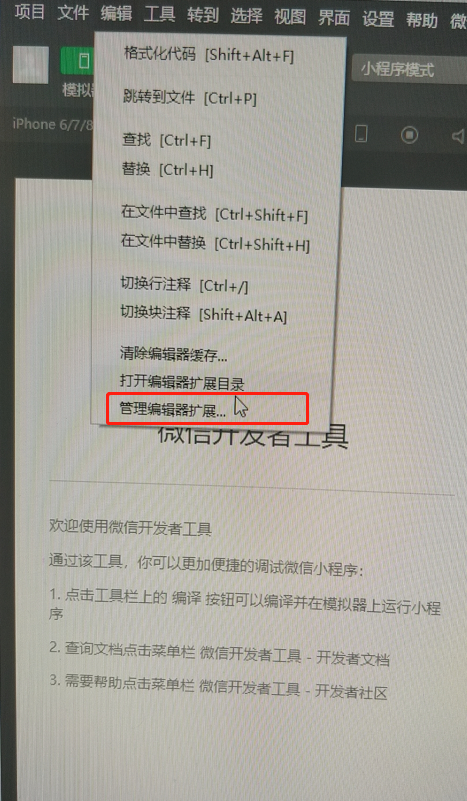 项目 文件 编辑 工具 转到 选择 视图 界面 设置 帮助 微
格式化代码 [Shift+Alt+F]
小程序模式
模拟器
跳转到文件 [Ctrl+P]
iPhone 6/7/8
查找 [Ctrl+F]
替换 [Ctrl+H]
在文件中查找 [Ctrl+Shift+F]
在文件中替换 [Ctrl+Shift+H]
切换行注释 [Ctrl+/]
切换块注释 [Shift+Alt+A]
清除编辑器缓存...
打开编辑器扩展目录
管理编辑器扩展...
微信开发者工具
欢迎使用微信开发者工具
通过该工具，你可以更加便捷的调试微信小程序：
1. 点击工具栏上的 编译 按钮可以编译并在模拟器上运行小程
序
2. 查询文档点击菜单栏 微信开发者工具 - 开发者文档
3. 需要帮助点击菜单栏 微信开发者工具 - 开发者社区